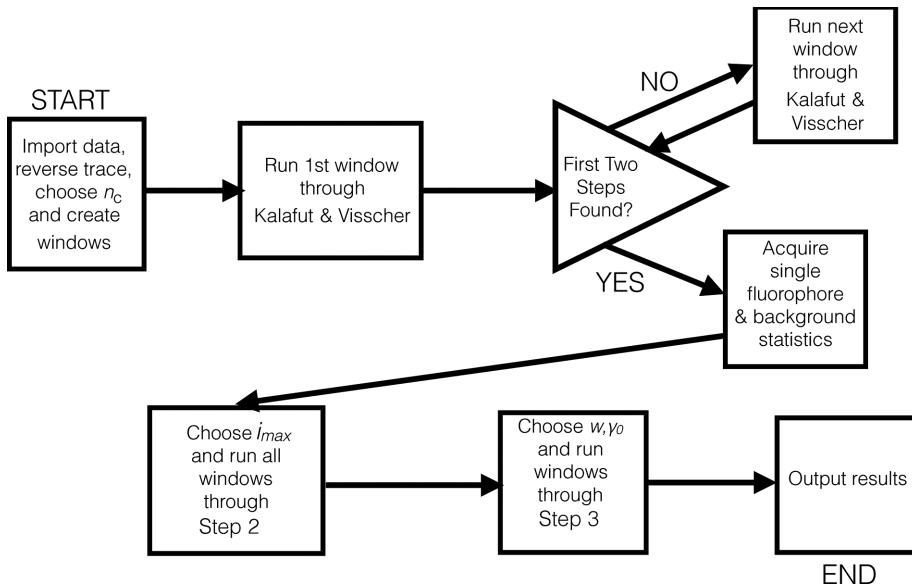 START
Import data,
reverse trace,
choose nc
and create
windows
Run 1st window
through
Kalafut & Visscher
First Two
Steps
Found?
NO
Run next
window
through
Kalafut &
Visscher
YES
Acquire
single
fluorophore
& background
statistics
Choose imax
and run all
windows
through
Step 2
Choose w,γ0
and run
windows
through
Step 3
Output results
END